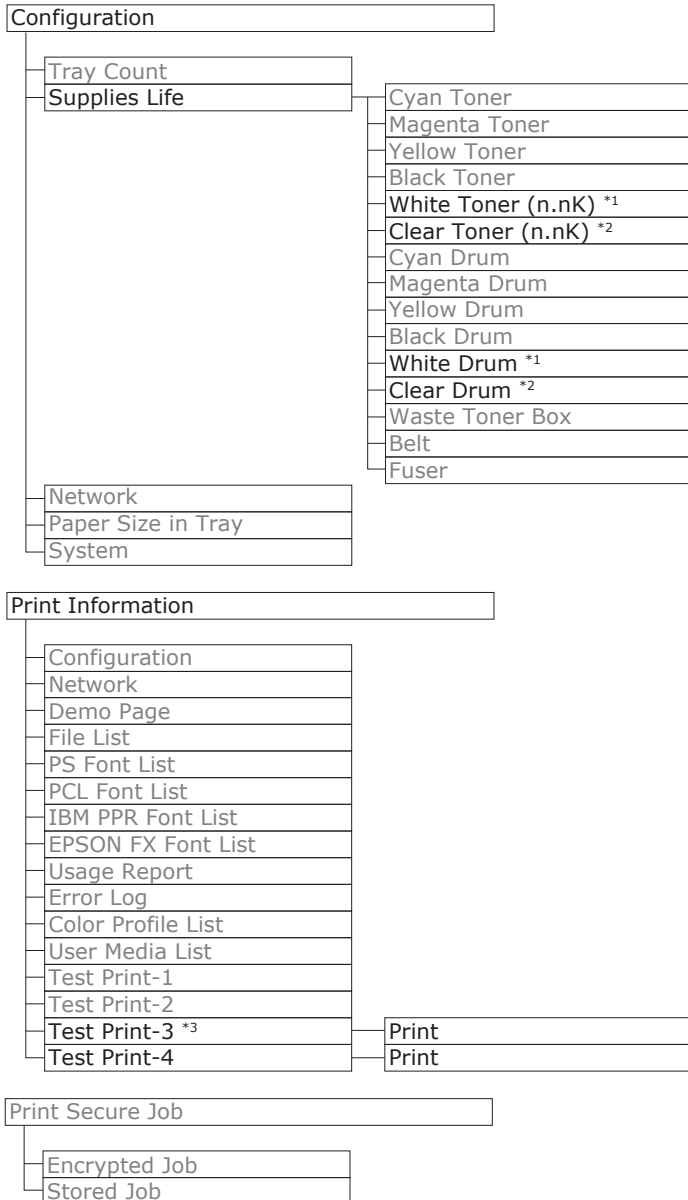 Configuration
Tray Count
Supplies Life
Cyan Toner
Magenta Toner
Yellow Toner
Black Toner
White Toner (n.nK) *1
Clear Toner (n.nK) *2
Cyan Drum
Magenta Drum
Yellow Drum
Black Drum
White Drum *1
Clear Drum *2
Waste Toner Box
Belt
Fuser
Network
Paper Size in Tray
System
Print Information
Configuration
Network
Demo Page
File List
PS Font List
PCL Font List
IBM PPR Font List
EPSON FX Font List
Usage Report
Error Log
Color Profile List
User Media List
Test Print-1
Test Print-2
Test Print-3 *3
Print
Test Print-4
Print
Print Secure Job
Encrypted Job
Stored Job